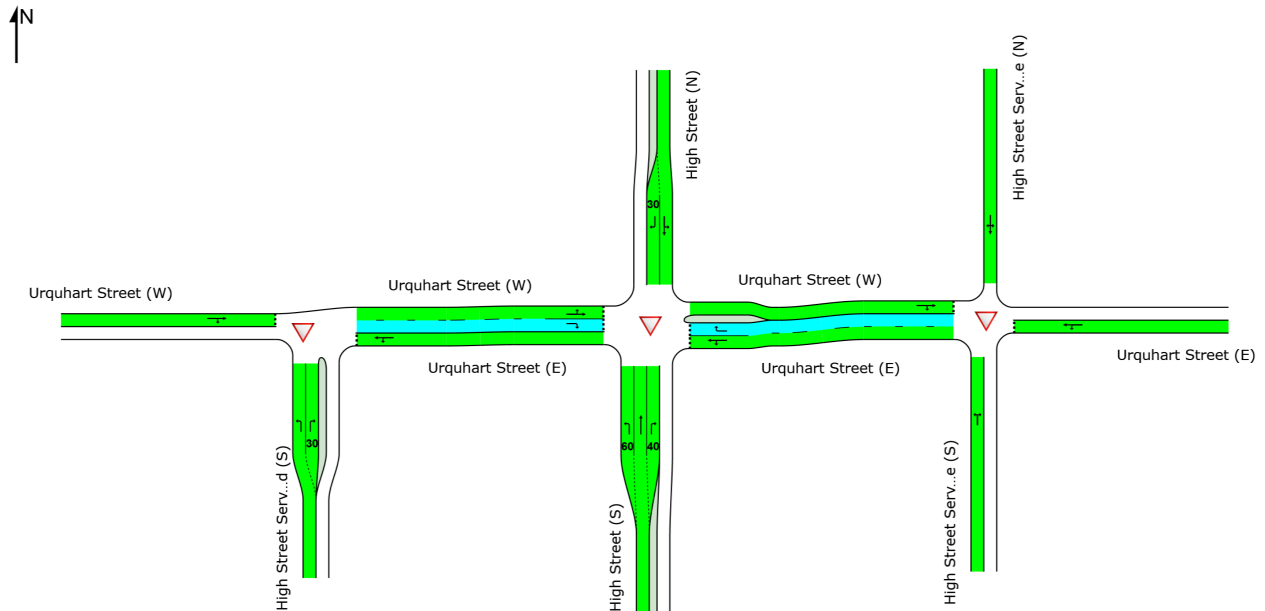 N
High Street (N)
High Street Serv...e (N)
30
Urquhart Street (W)
Urquhart Street (W)
Urquhart Street (W)
Urquhart Street (E)
Urquhart Street (E)
Urquhart Street (E)
30
60
40
High Street Serv...d (S)
High Street (S)
High Street Serv...e (S)